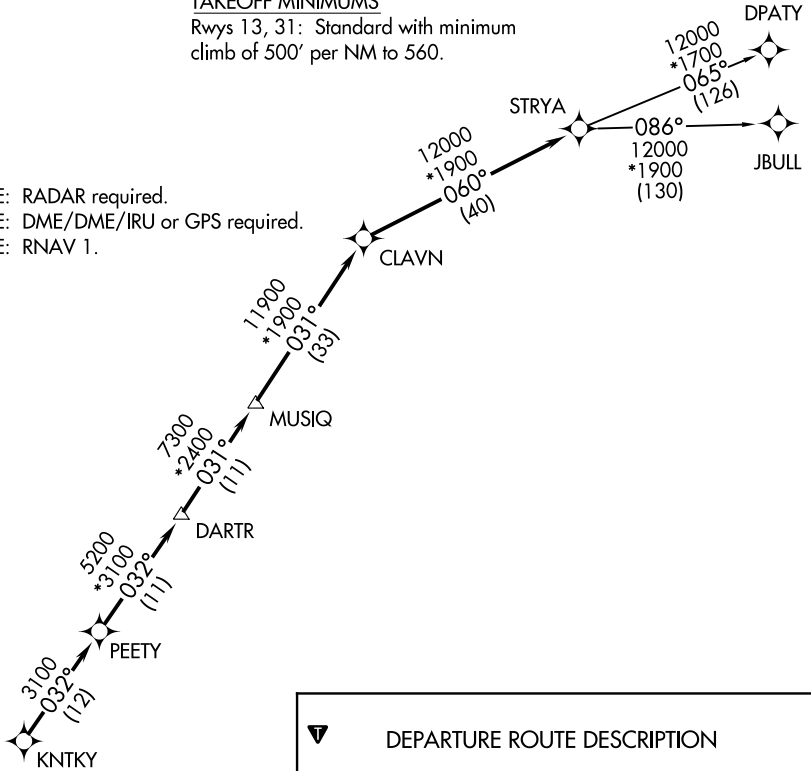 TAKEOFF MINIMUMS
Rwys 13, 31: Standard with minimum
climb of 500' per NM to 560.
DPATY
12000
*1700
065°
(126)
STRYA
086°
12000
*1900
(130)
JBULL
12000
*1900
060°
(40)
E: RADAR required.
E: DME/DME/IRU or GPS required.
E: RNAV 1.
CLAVN
11900
*1900
031°
(33)
MUSIQ
7300
*2400
031°
(11)
DARTR
5200
*3100
032°
(11)
PEETY
3100
032°
(12)
KNTKY
T
DEPARTURE ROUTE DESCRIPTION